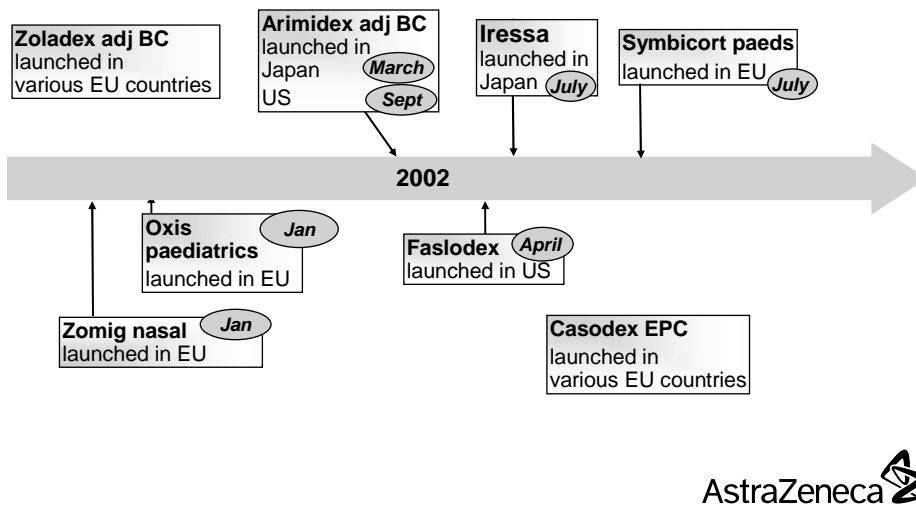 Zoladex adj BC
launched in
various EU countries
Arimidex adj BC
launched in
Japan March
US Sept
Iressa
launched in
Japan July
Symbicort paeds
launched in EU July
2002
Oxis Jan
paediatrics
launched in EU
Zomig nasal Jan
launched in EU
Faslodex April
launched in US
Casodex EPC
launched in
various EU countries
AstraZeneca